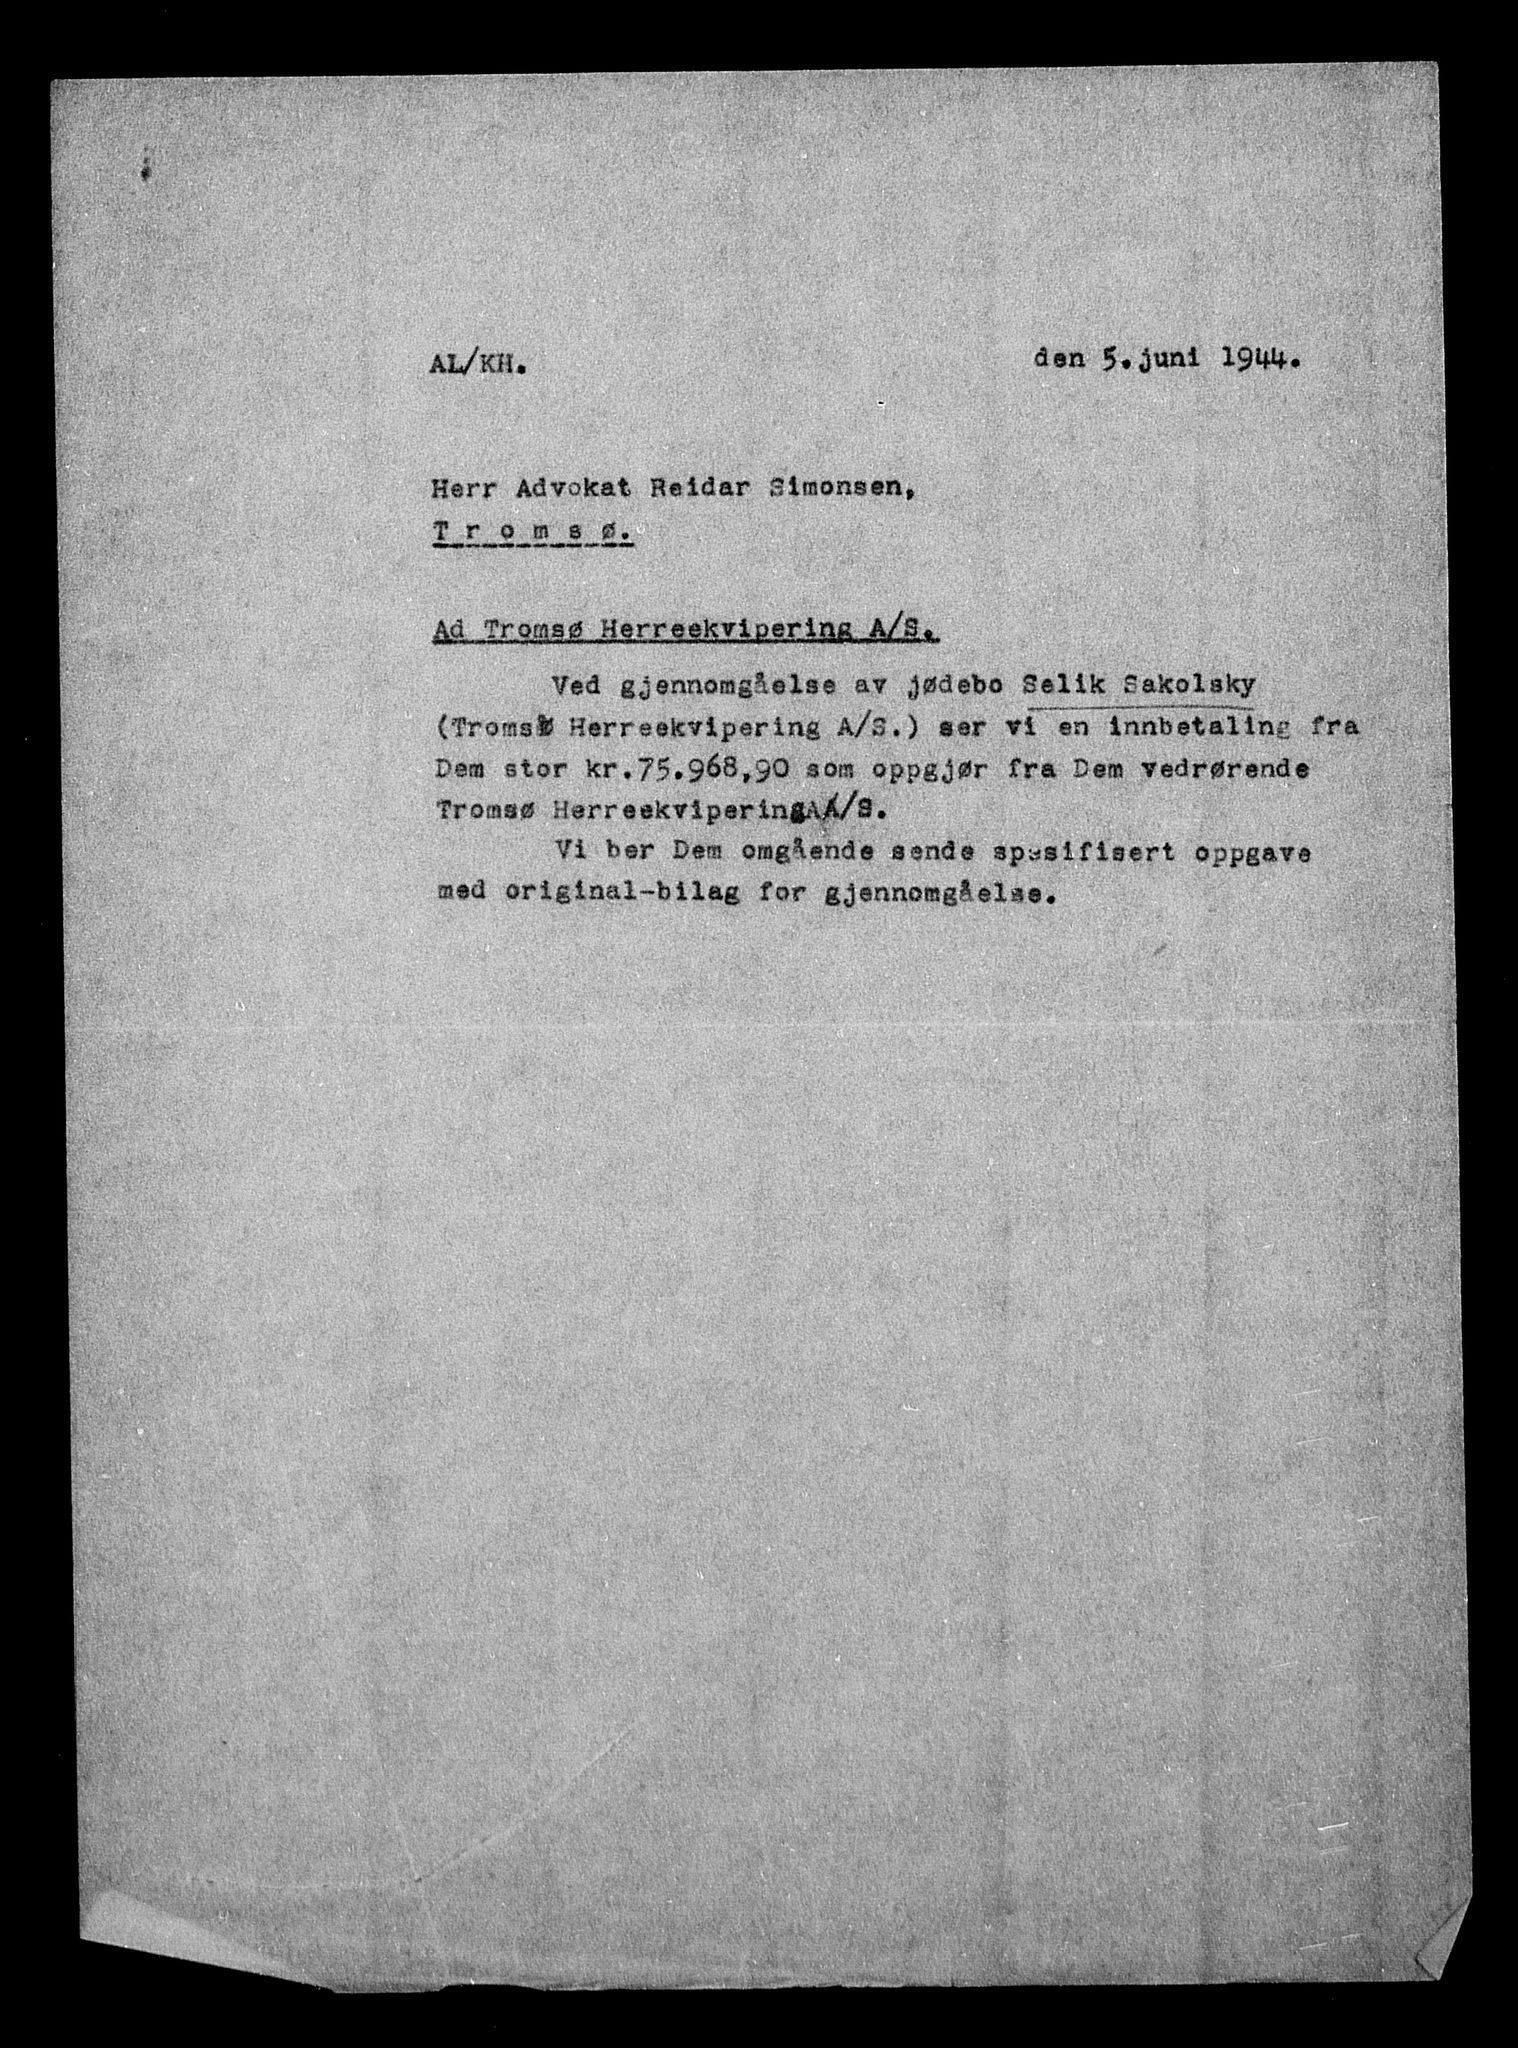 AL/KH.
den 5.juni 1944.
Herr Advokat Reidar Simonsen,
T r o m s ø.
Ad Tromsø Herreekvipering A/S.
Ved gjennomgåelse av jødebo Selik Sakolsky
(Tromsø Herreekvipering A/S.) ser vi en innbetaling fra
Dem stor kr.75.968,90 som oppgjør fra Dem vedrørende
Tromsø Herreekvipering A/S.
Vi ber Dem omgående sende spesifisert oppgave
med original-bilag for gjennomgåelse.